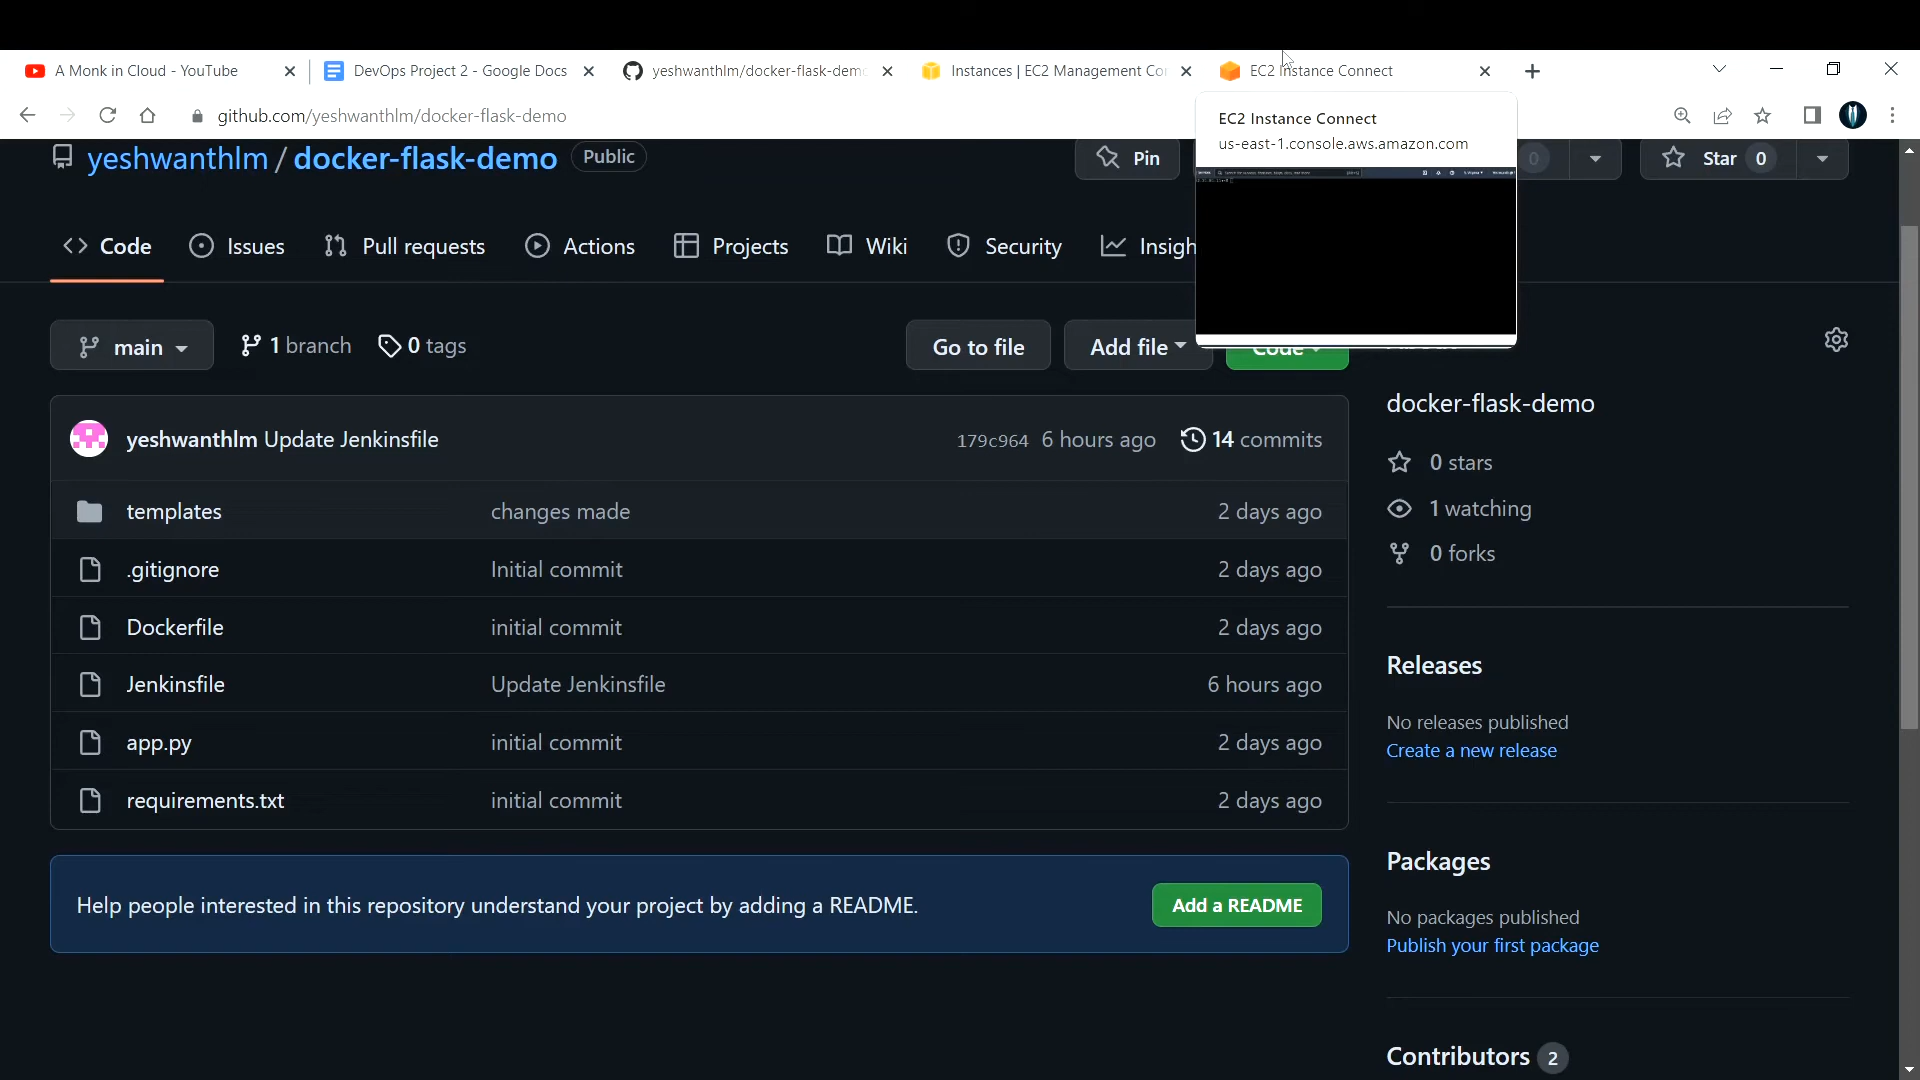 A Monk in Cloud - YouTube
DevOps Project 2 - Google Docs
yeshwanthlm/docker-flask-demo
Instances | EC2 Management Co
EC2 Instance Connect
github.com/yeshwanthlm/docker-flask-demo
EC2 Instance Connect
us-east-1.console.aws.amazon.com
yeshwanthlm / docker-flask-demo Public
Pin
0
Star 0
Code
Issues
Pull requests
Actions
Projects
Wiki
Security
Insigh
main
1 branch
0 tags
Go to file
Add file
Code
docker-flask-demo
yeshwanthlm Update Jenkinsfile
179c964 6 hours ago
14 commits
0 stars
templates changes made 2 days ago
1 watching
.gitignore Initial commit 2 days ago
0 forks
Dockerfile initial commit 2 days ago
Releases
Jenkinsfile Update Jenkinsfile 6 hours ago
No releases published
app.py initial commit 2 days ago
Create a new release
requirements.txt initial commit 2 days ago
Packages
Help people interested in this repository understand your project by adding a README.
Add a README
No packages published
Publish your first package
Contributors 2